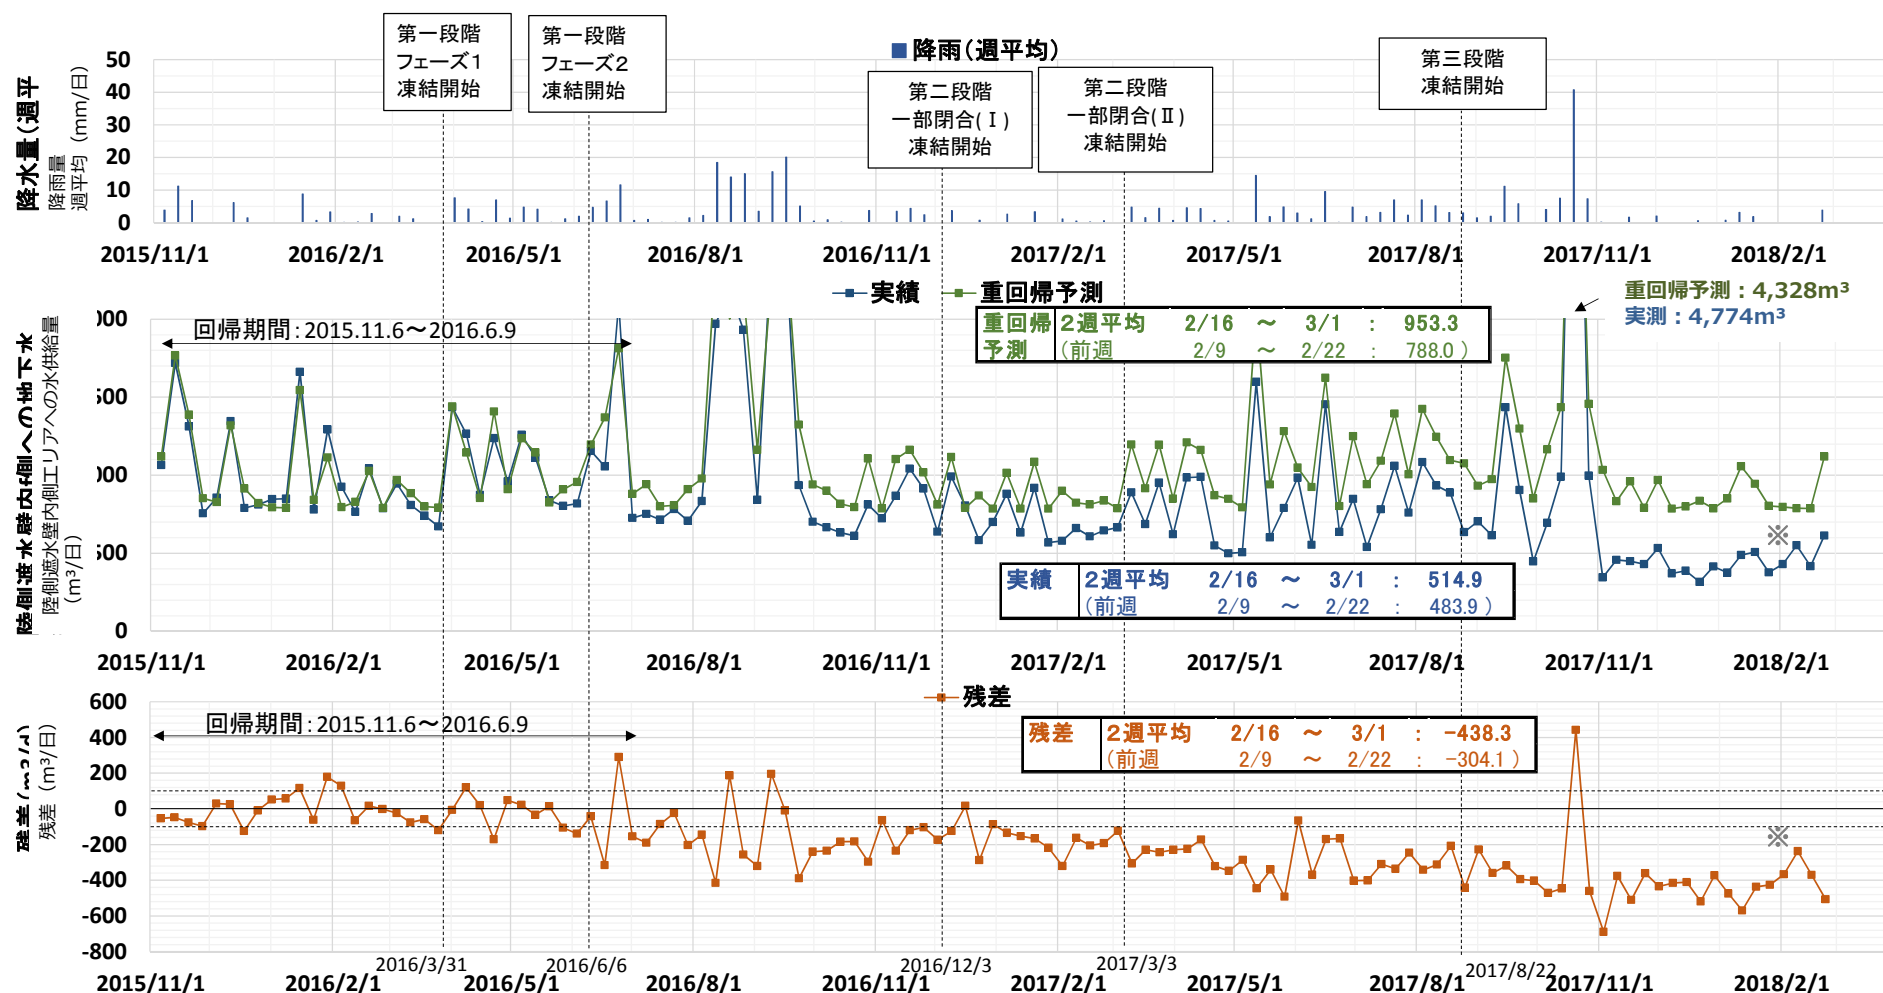 第一段階
フェーズ1
凍結開始
第一段階
フェーズ2
凍結開始
降雨(週平均)
第二段階
一部閉合(Ⅰ)
凍結開始
第二段階
一部閉合(Ⅱ)
凍結開始
第三段階
凍結開始
降水量(週平
降雨量
週平均 (mm/日)
50
40
30
20
10
0
2015/11/1
2016/2/1
2016/5/1
2016/8/1
2016/11/1
2017/2/1
2017/5/1
2017/8/1
2017/11/1
2018/2/1
実績
重回帰予測
重回帰予測:4,328m³
実測:4,774m³
回帰期間:2015.11.6～2016.6.9
重回帰 2週平均 2/16 ～ 3/1 : 953.3
予測 (前週 2/9 ～ 2/22 : 788.0 )
陸側遮水壁内側エリアへの水供給量
(m³/日)
000
500
000
500
0
※
実績 2週平均 2/16 ～ 3/1 : 514.9
(前週 2/9 ～ 2/22 : 483.9 )
2015/11/1
2016/2/1
2016/5/1
2016/8/1
2016/11/1
2017/2/1
2017/5/1
2017/8/1
2017/11/1
2018/2/1
残差
回帰期間:2015.11.6～2016.6.9
残差 2週平均 2/16 ～ 3/1 : -438.3
(前週 2/9 ～ 2/22 : -304.1 )
残差 (m³/日)
600
400
200
0
-200
-400
-600
-800
※
2016/3/31
2016/6/6
2016/12/3
2017/3/3
2017/8/22
2015/11/1
2016/2/1
2016/5/1
2016/8/1
2016/11/1
2017/2/1
2017/5/1
2017/8/1
2017/11/1
2018/2/1